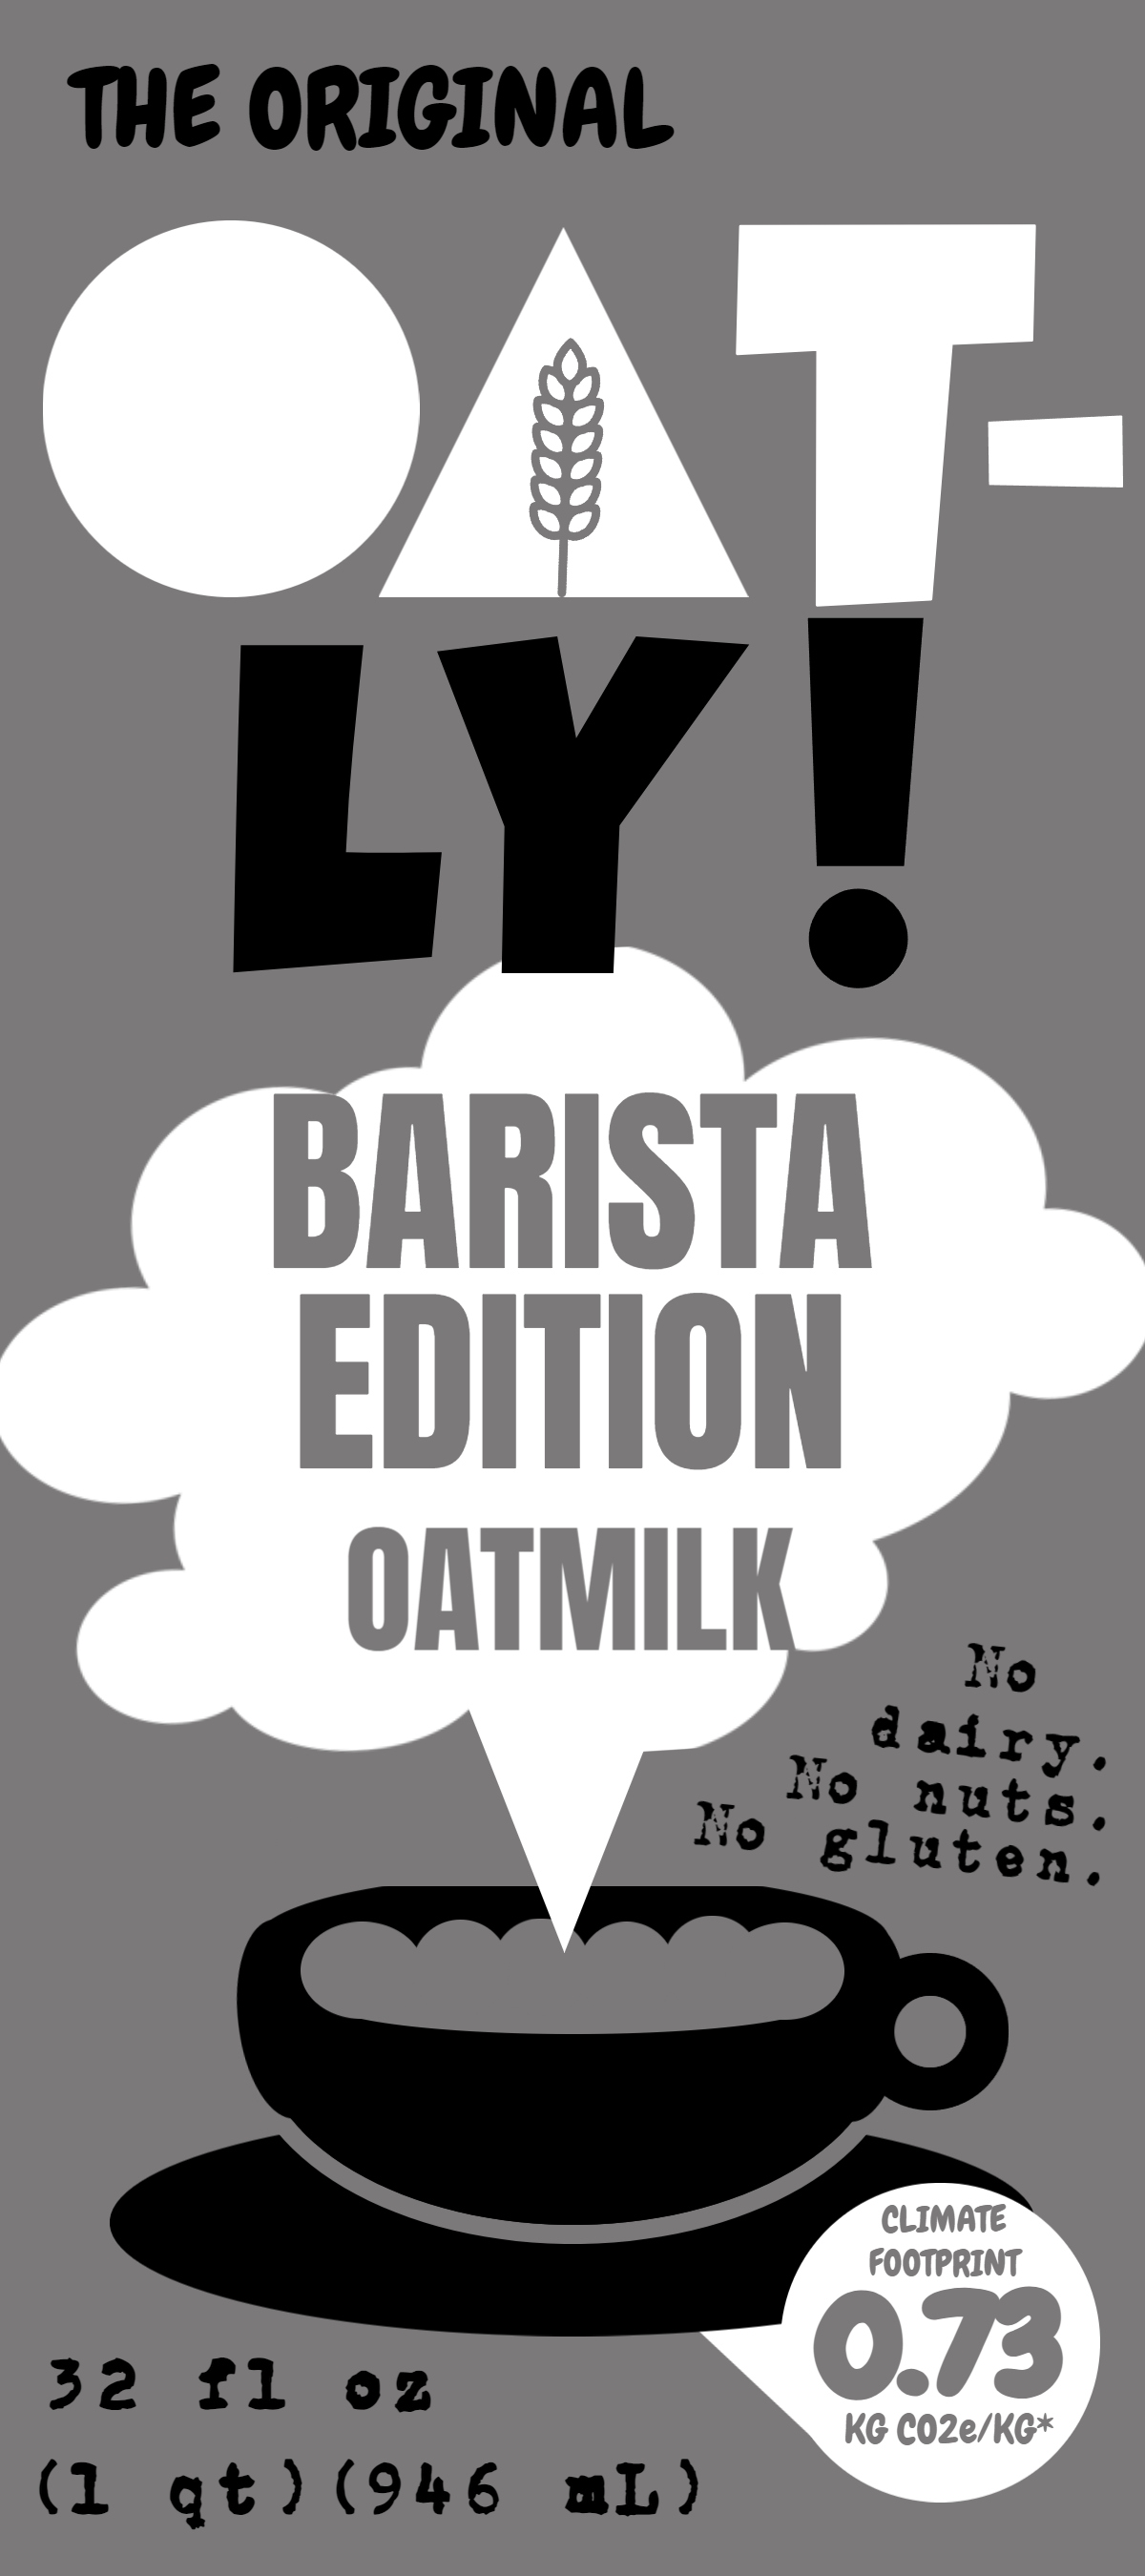 THE ORIGINAL
OAT-
LY!
BARISTA
EDITION
OATMILK
No
dairy.
No nuts.
No gluten.
CLIMATE
FOOTPRINT
0.73
KG CO2e/KG*
32 fl oz
(1 qt)(946 mL)